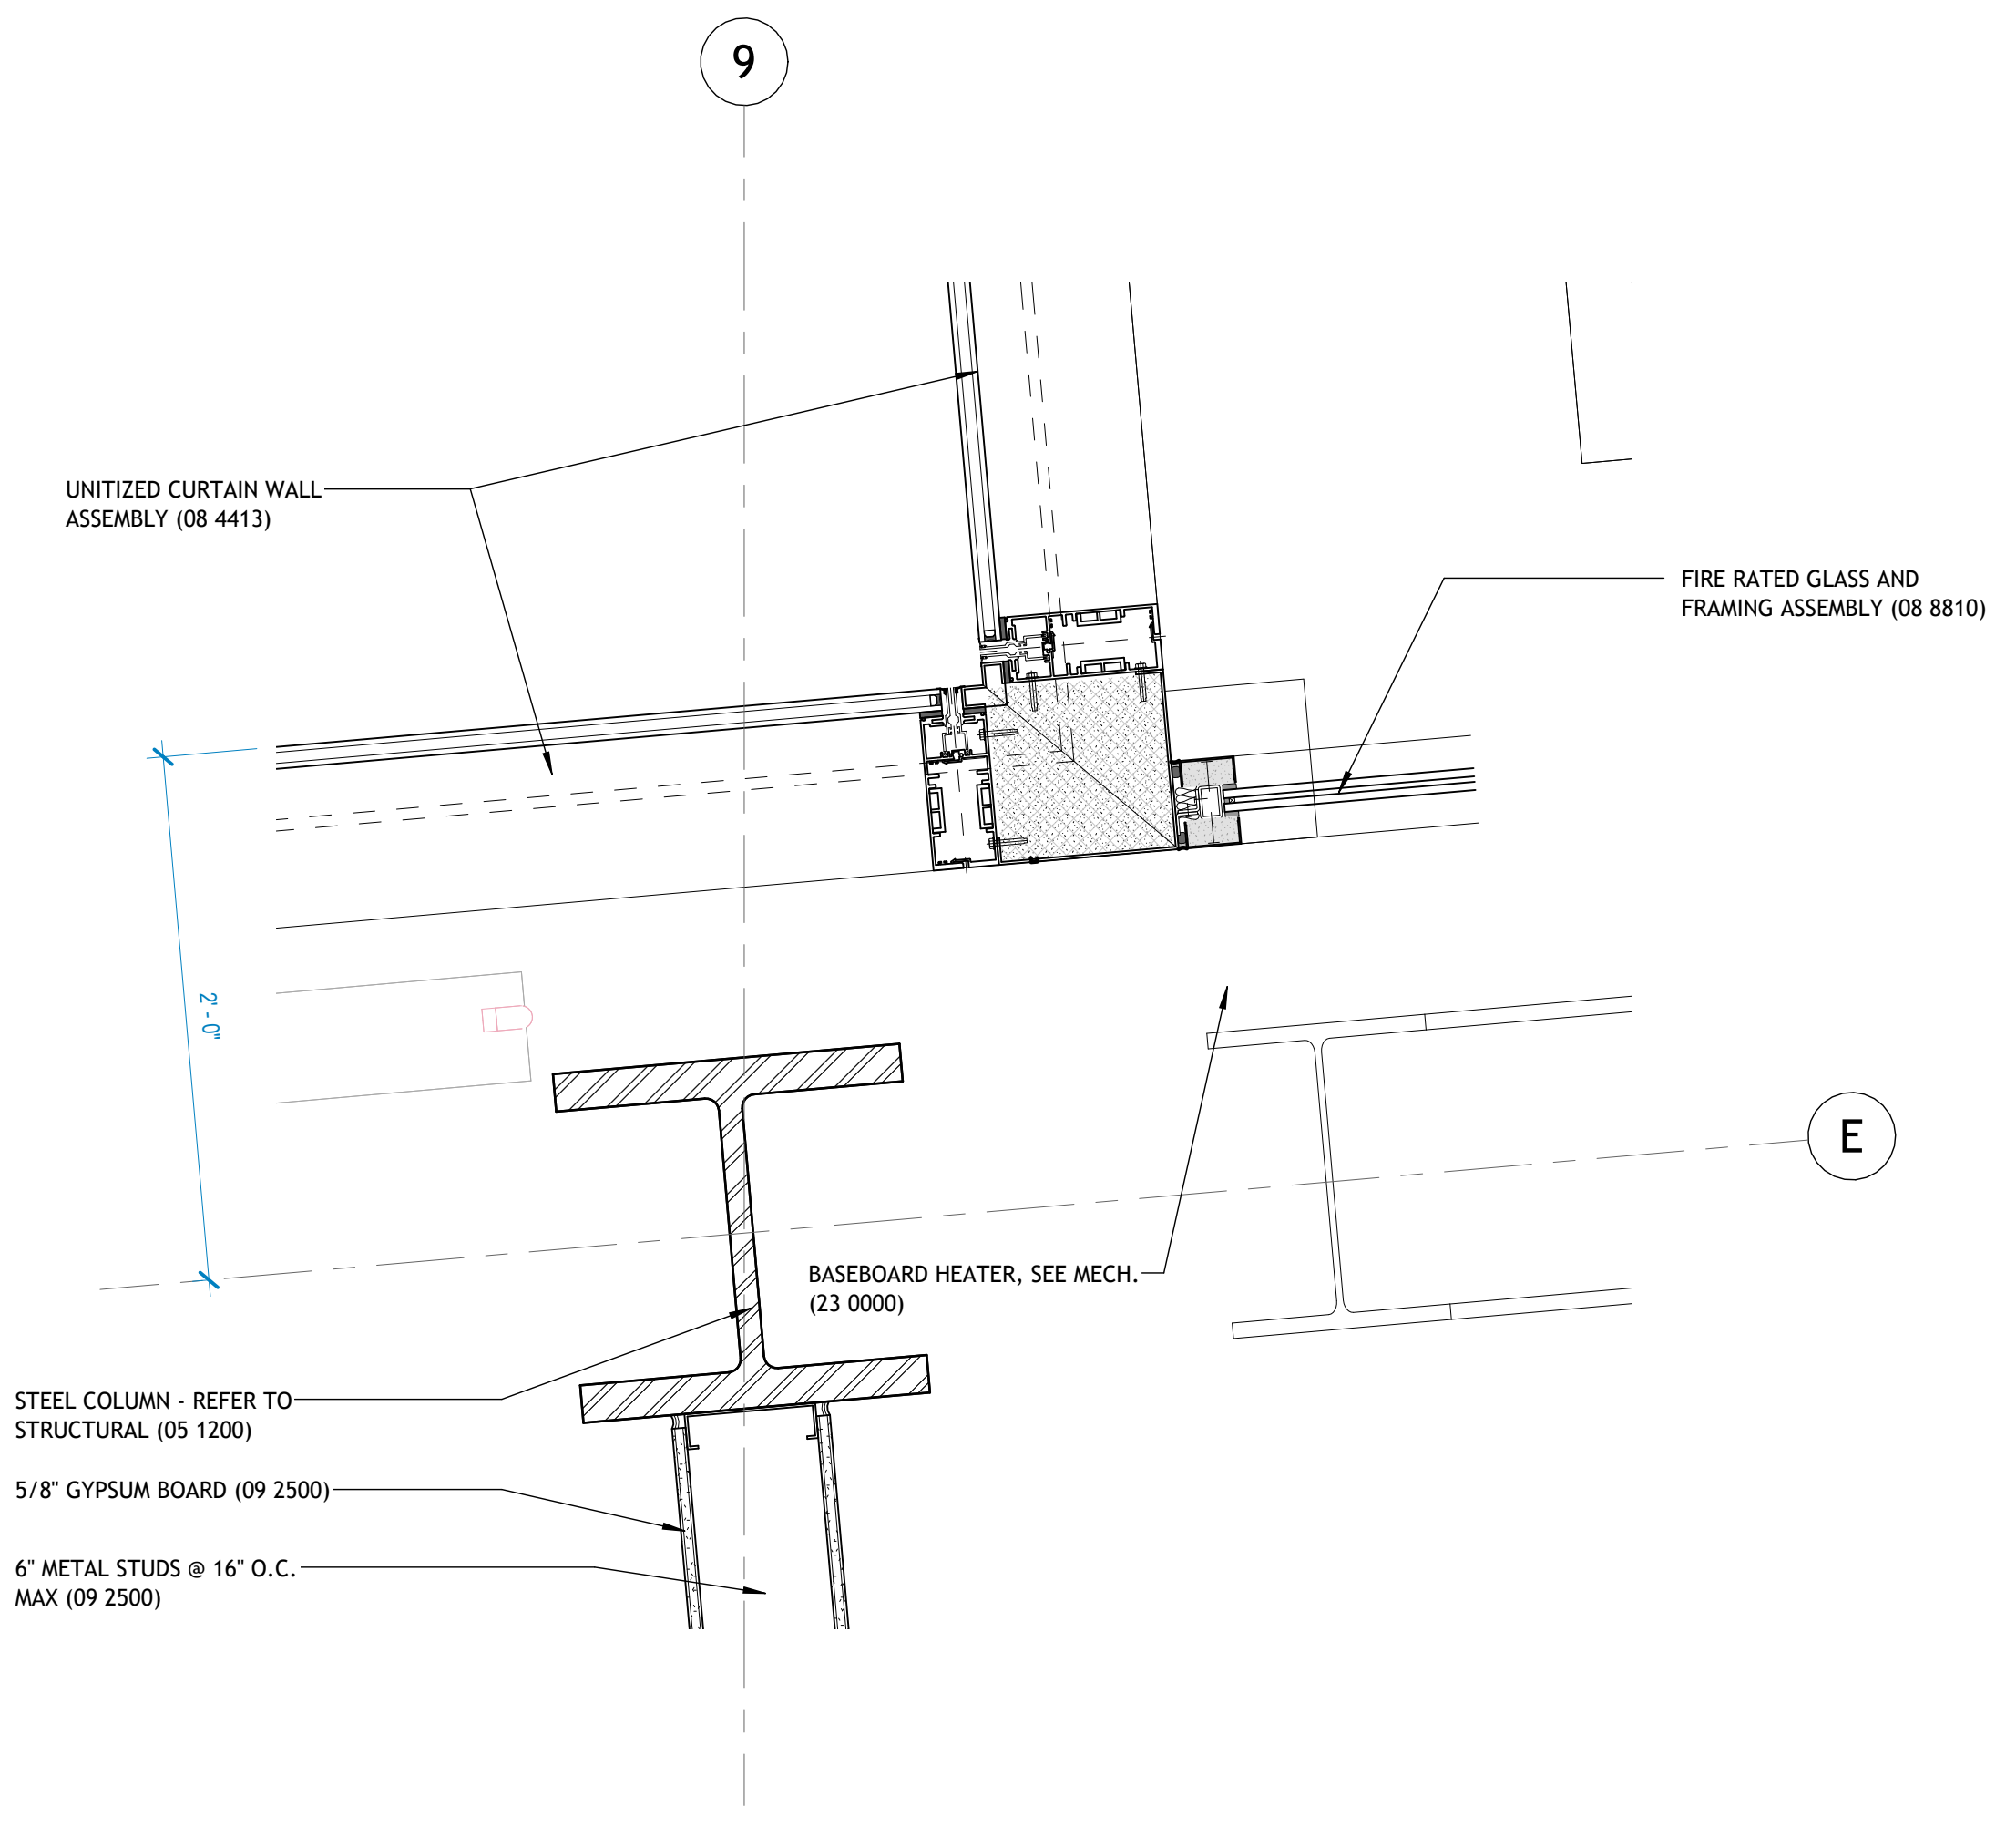 9
UNITIZED CURTAIN WALL
ASSEMBLY (08 4413)
FIRE RATED GLASS AND
FRAMING ASSEMBLY (08 8810)
2' - 0"
E
BASEBOARD HEATER, SEE MECH.
(23 0000)
STEEL COLUMN - REFER TO
STRUCTURAL (05 1200)
5/8" GYPSUM BOARD (09 2500)
6" METAL STUDS @ 16" O.C.
MAX (09 2500)